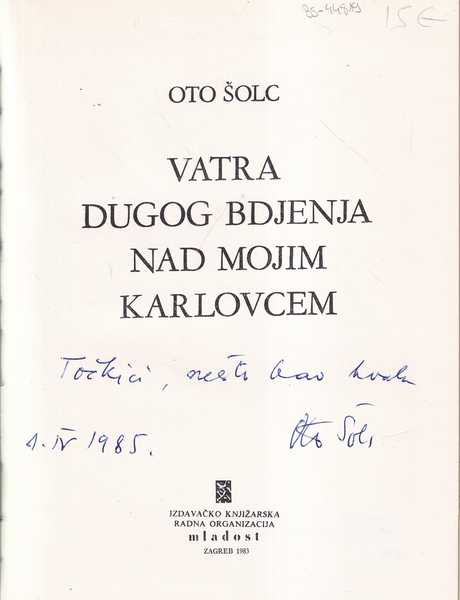 15 €
OTO ŠOLC
VATRA
DUGOG BDJENJA
NAD MOJIM
KARLOVCEM
Točkici, nešto kao hvala
1. IV 1985.
Oto Šolc
IZDAVAČKO KNJIŽARSKA
RADNA ORGANIZACIJA
mladost
ZAGREB 1983